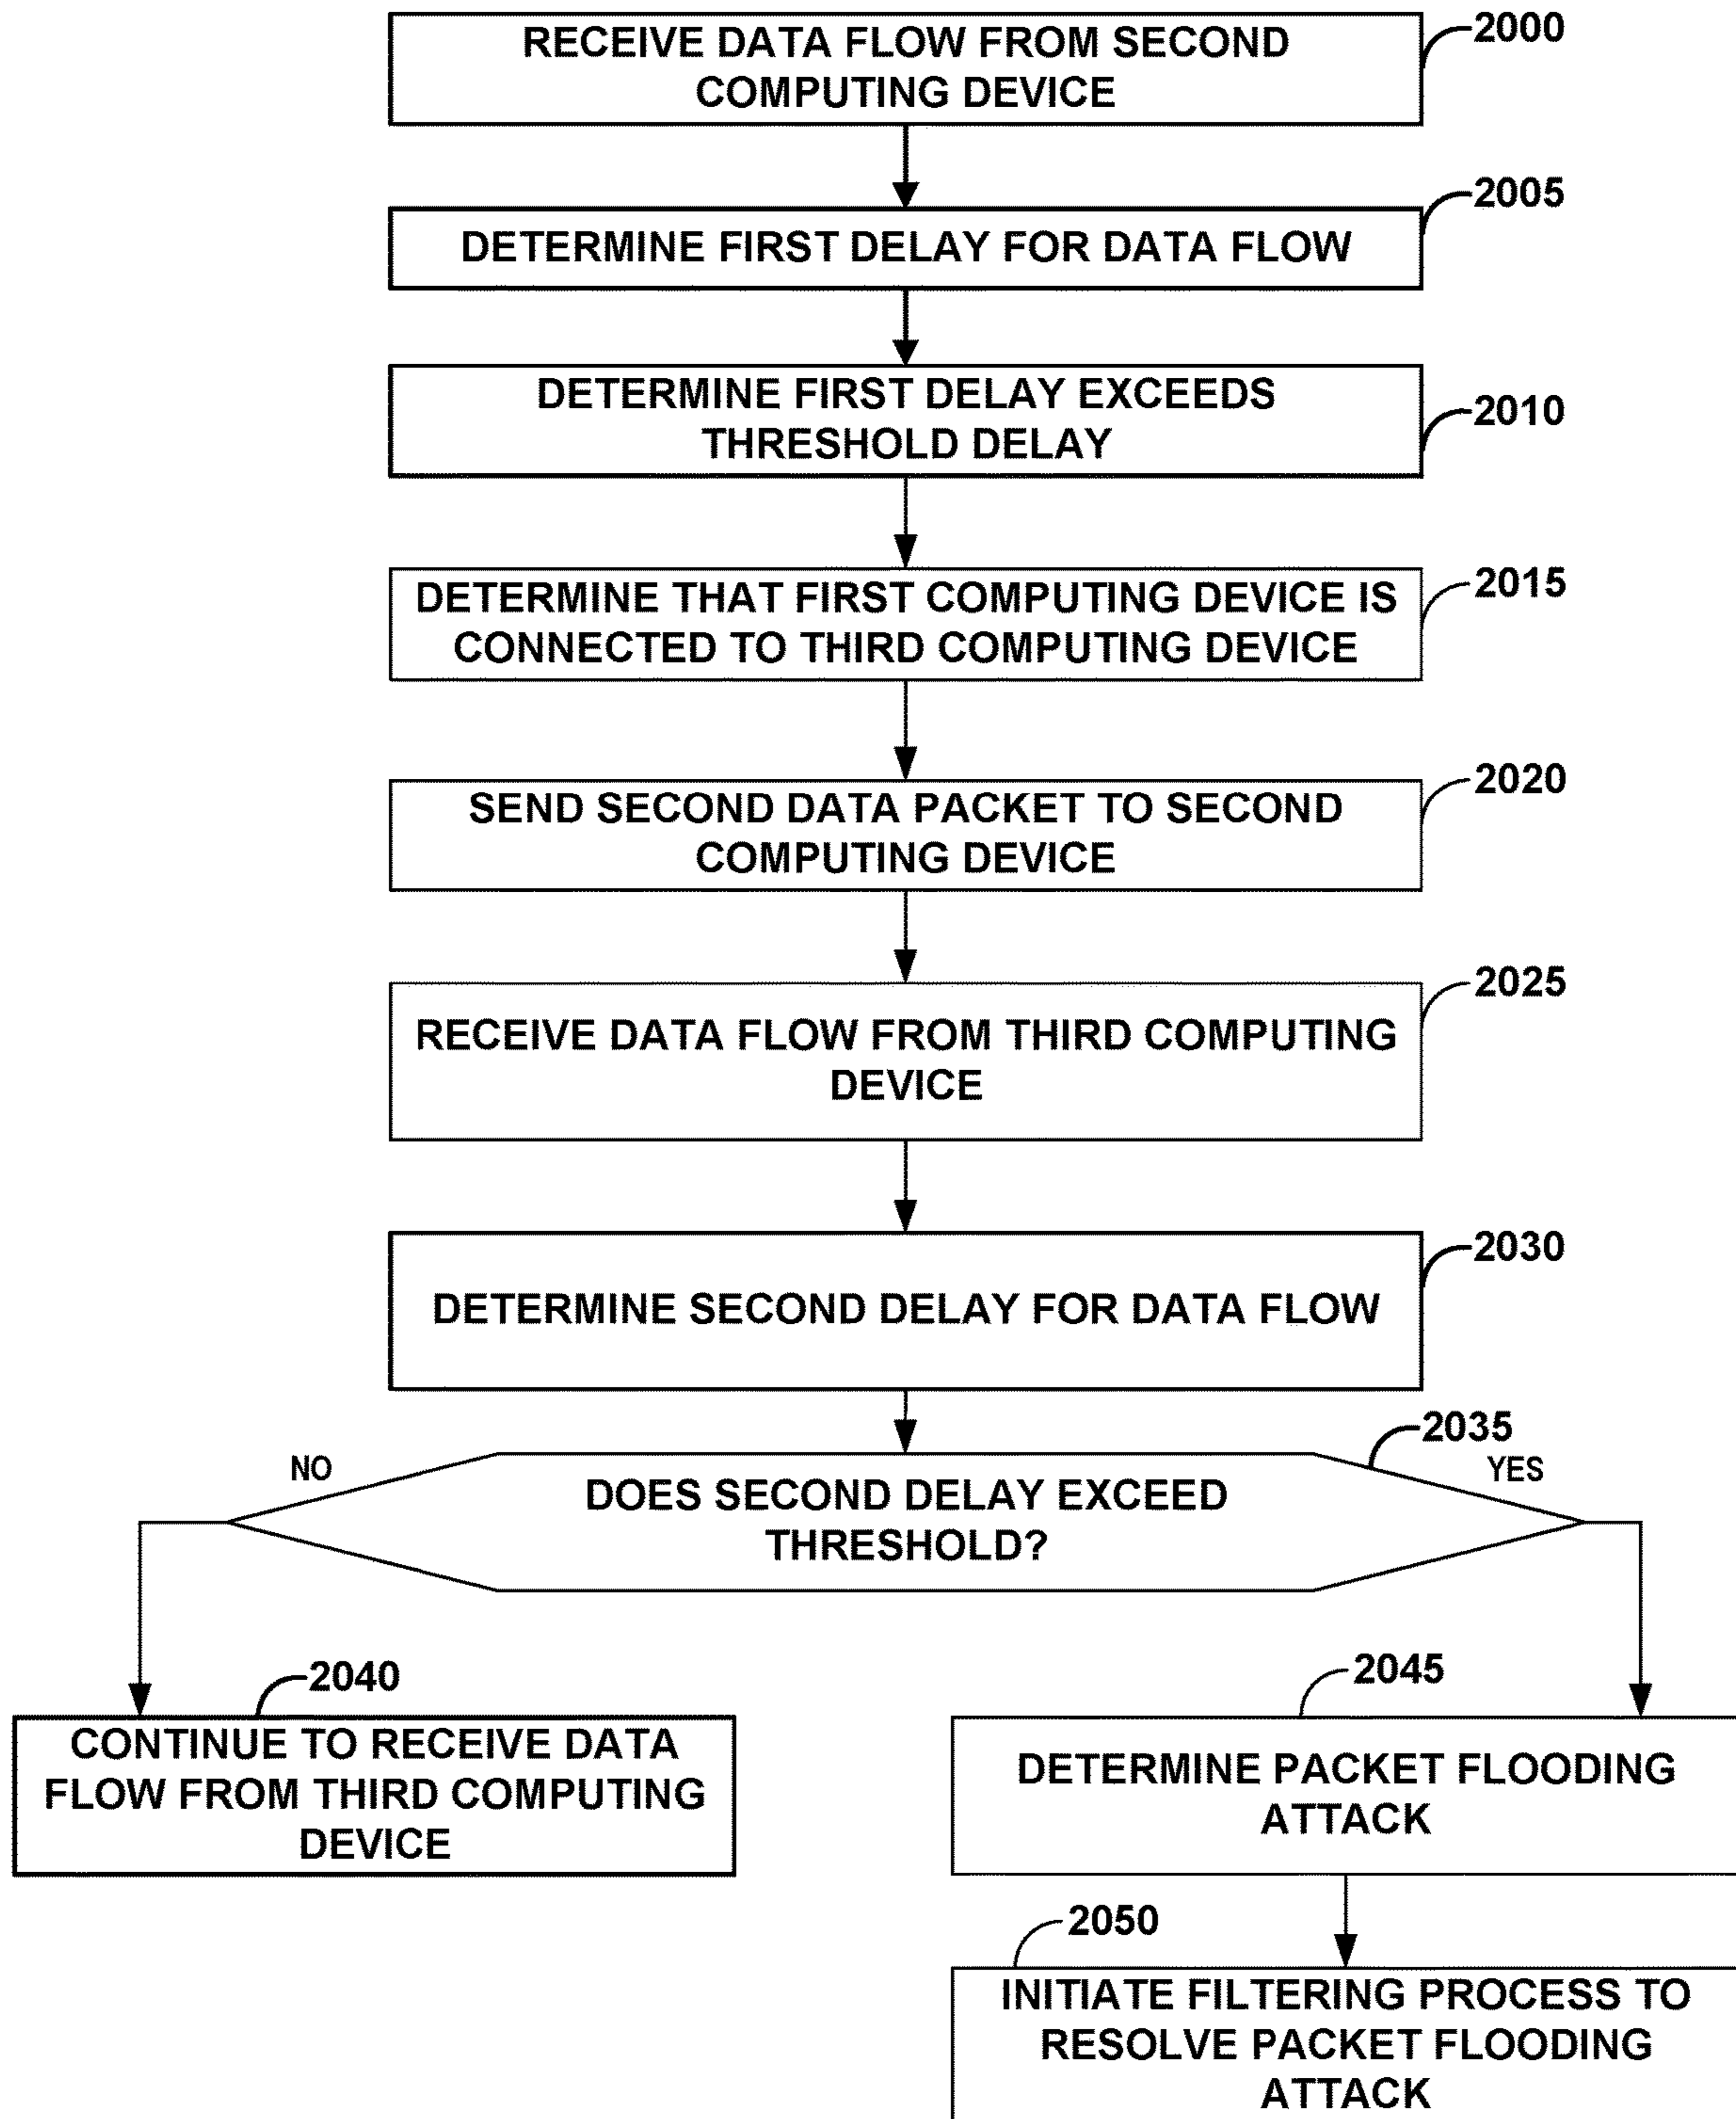 RECEIVE DATA FLOW FROM SECOND
COMPUTING DEVICE
2000
DETERMINE FIRST DELAY FOR DATA FLOW
2005
DETERMINE FIRST DELAY EXCEEDS
THRESHOLD DELAY
2010
DETERMINE THAT FIRST COMPUTING DEVICE IS
CONNECTED TO THIRD COMPUTING DEVICE
2015
SEND SECOND DATA PACKET TO SECOND
COMPUTING DEVICE
2020
RECEIVE DATA FLOW FROM THIRD COMPUTING
DEVICE
2025
DETERMINE SECOND DELAY FOR DATA FLOW
2030
2035
NO
YES
DOES SECOND DELAY EXCEED
THRESHOLD?
2040
CONTINUE TO RECEIVE DATA
FLOW FROM THIRD COMPUTING
DEVICE
2045
DETERMINE PACKET FLOODING
ATTACK
2050
INITIATE FILTERING PROCESS TO
RESOLVE PACKET FLOODING
ATTACK